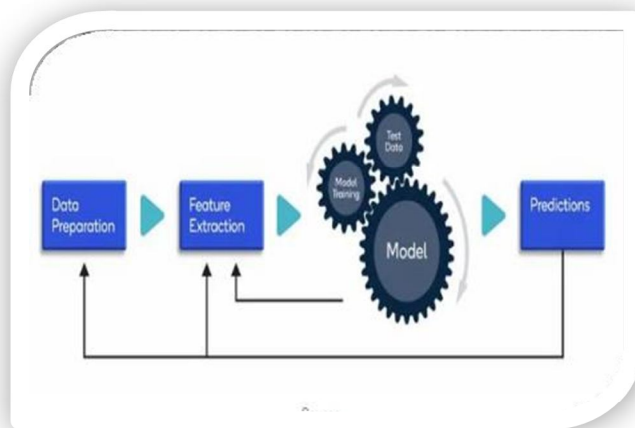 Data
Preparation
Feature
Extraction
Model
Training
Test
Data
Model
Predictions